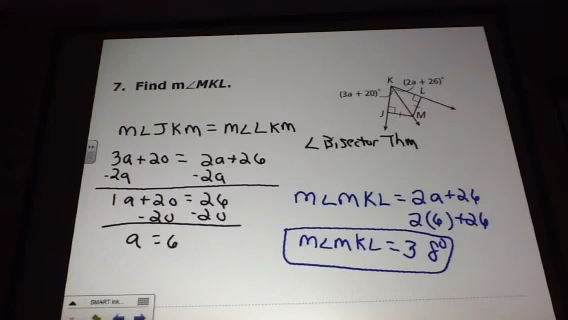 7. Find m∠MKL.
K (2a + 26)°
(3a + 20)° L
J M
m∠JKM = m∠LKM
∠ Bisector Thm
3a + 20 = 2a + 26
-2a -2a
1a + 20 = 26
-20 -20
a = 6
m∠MKL = 2a + 26
2(6) + 26
m∠MKL = 38°
SMART Ink...